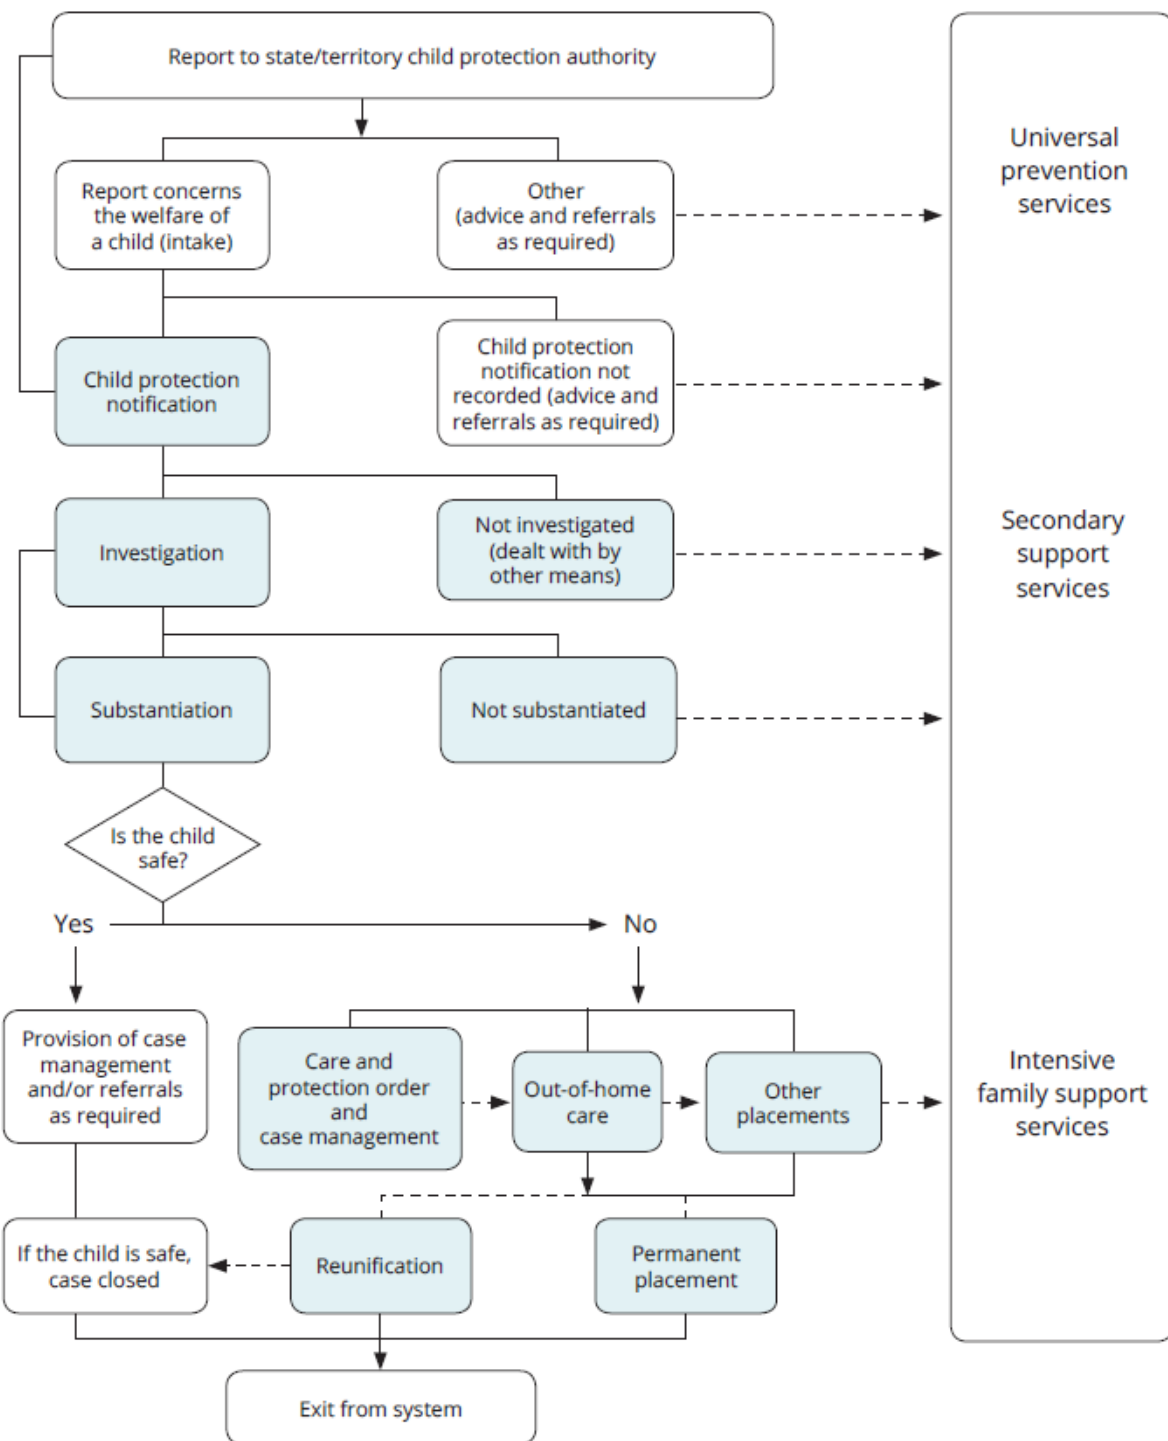 Report to state/territory child protection authority
Report concerns
the welfare of
a child (intake)
Other
(advice and referrals
as required)
Universal
prevention
services
Child protection
notification
Child protection
notification not
recorded (advice and
referrals as required)
Investigation
Not investigated
(dealt with by
other means)
Secondary
support
services
Substantiation
Not substantiated
Is the child
safe?
Yes
No
Provision of case
management
and/or referrals
as required
Care and
protection order
and
case management
Out-of-home
care
Other
placements
Intensive
family support
services
If the child is safe,
case closed
Reunification
Permanent
placement
Exit from system